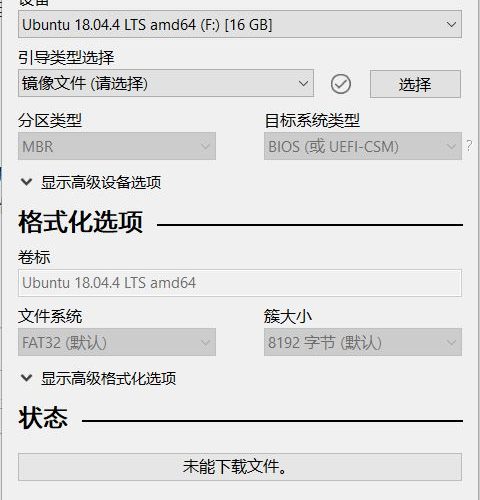 设备
Ubuntu 18.04.4 LTS amd64 (F:) [16 GB]
引导类型选择
镜像文件 (请选择)
选择
分区类型
目标系统类型
MBR
BIOS (或 UEFI-CSM)
?
显示高级设备选项
格式化选项
卷标
Ubuntu 18.04.4 LTS amd64
文件系统
簇大小
FAT32 (默认)
8192 字节 (默认)
显示高级格式化选项
状态
未能下载文件。